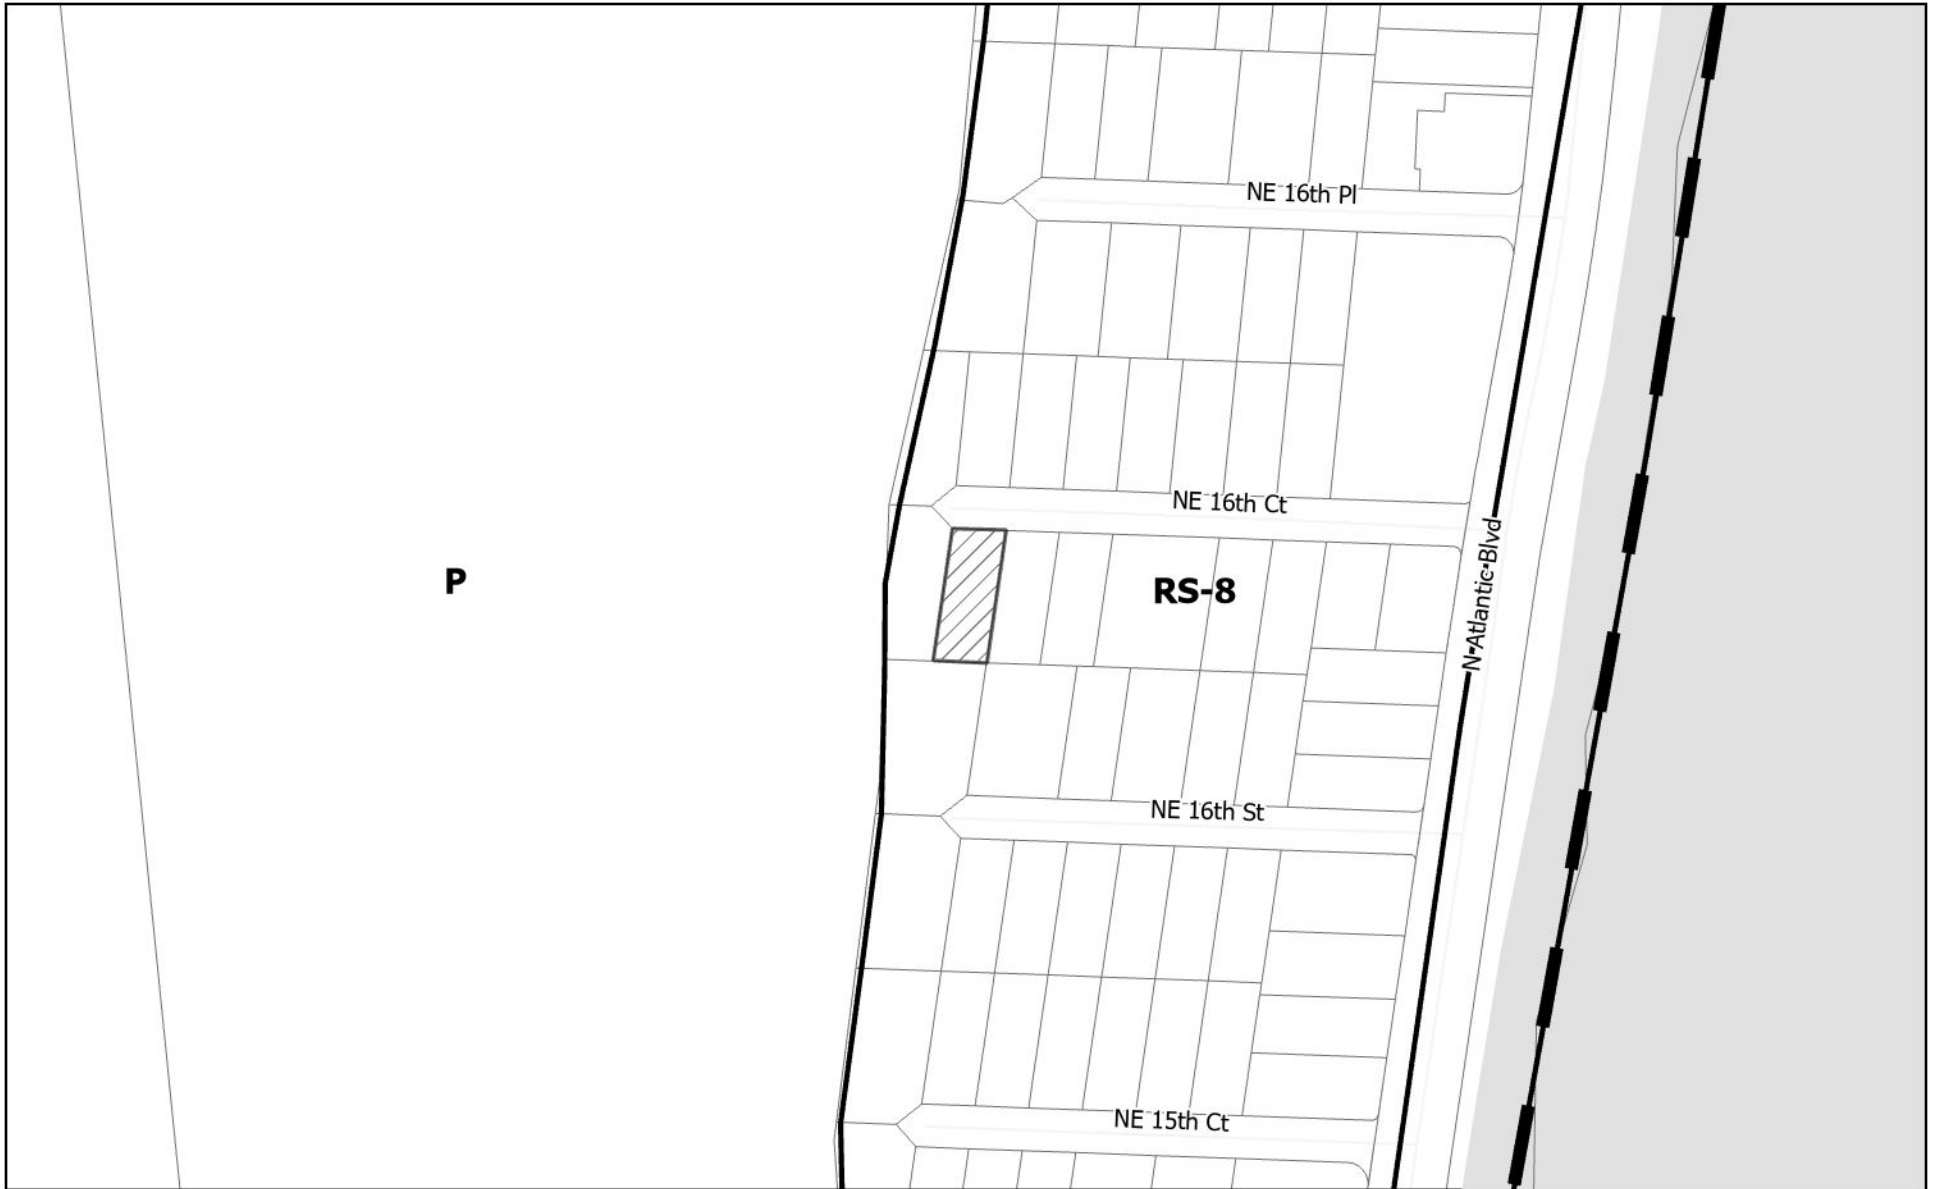 NE 16th Pl
NE 16th Ct
N Atlantic Blvd
P
RS-8
NE 16th St
NE 15th Ct